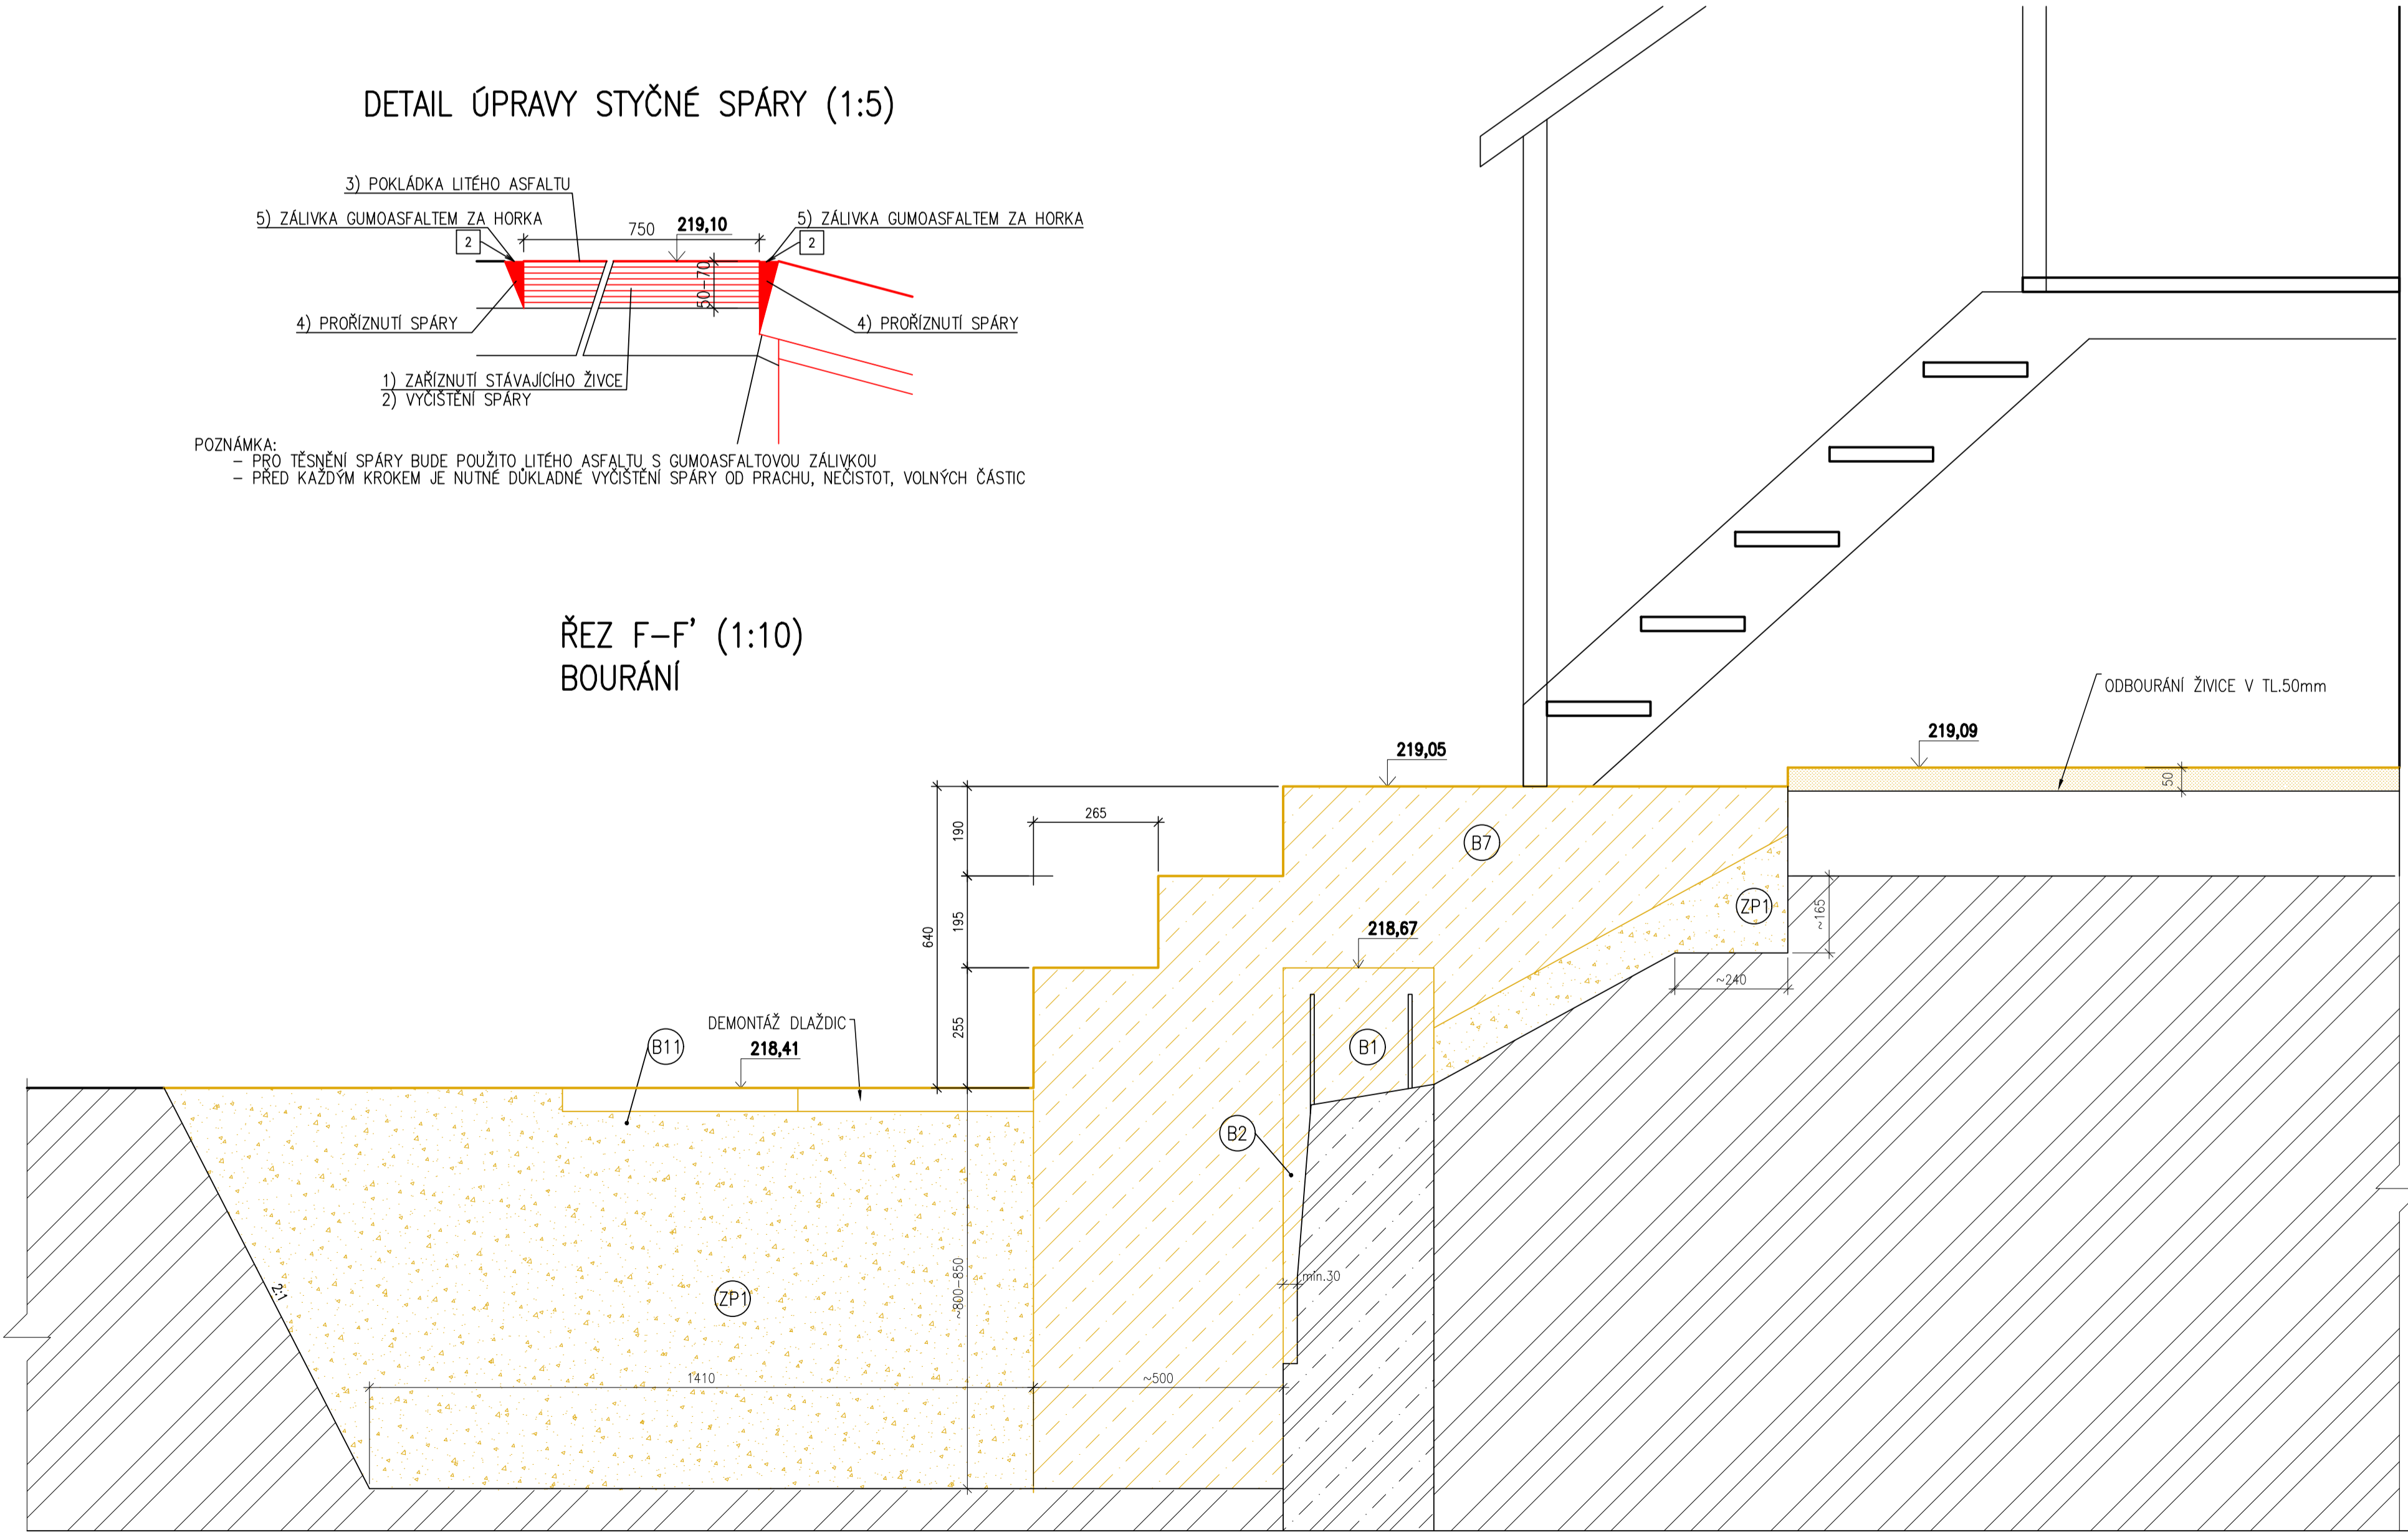 DETAIL ÚPRAVY STYČNÉ SPÁRY (1:5)
3) POKLÁDKA LITÉHO ASFALTU
5) ZÁLIVKA GUMOASFALTEM ZA HORKA
5) ZÁLIVKA GUMOASFALTEM ZA HORKA
2
750
219,10
2
50-70
4) PROŘÍZNUTÍ SPÁRY
4) PROŘÍZNUTÍ SPÁRY
1) ZAŘÍZNUTÍ STÁVAJÍCÍHO ŽIVCE
2) VYČIŠTĚNÍ SPÁRY
POZNÁMKA:
– PRO TĚSNĚNÍ SPÁRY BUDE POUŽITO LITÉHO ASFALTU S GUMOASFALTOVOU ZÁLIVKOU
– PŘED KAŽDÝM KROKEM JE NUTNÉ DŮKLADNÉ VYČIŠTĚNÍ SPÁRY OD PRACHU, NEČISTOT, VOLNÝCH ČÁSTIC
ŘEZ F–F' (1:10)
BOURÁNÍ
ODBOURÁNÍ ŽIVICE V TL.50mm
219,09
219,05
50
265
190
B7
ZP1
~165
195
640
218,67
~240
255
DEMONTÁŽ DLAŽDIC
B11
218,41
B1
B2
2:1
~800-850
min.30
ZP1
1410
~500